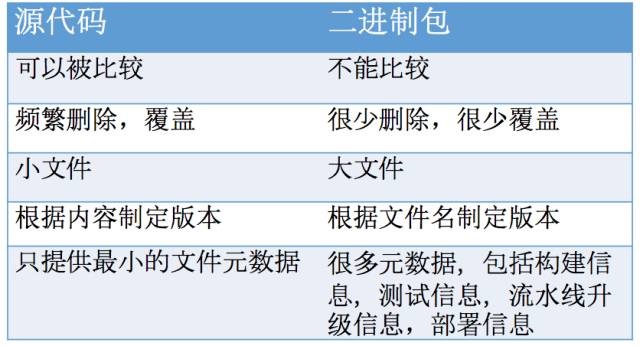 源代码 二进制包
可以被比较 不能比较
频繁删除，覆盖 很少删除，很少覆盖
小文件 大文件
根据内容制定版本 根据文件名制定版本
只提供最小的文件元数据 很多元数据，包括构建信
息，测试信息，流水线升
级信息，部署信息